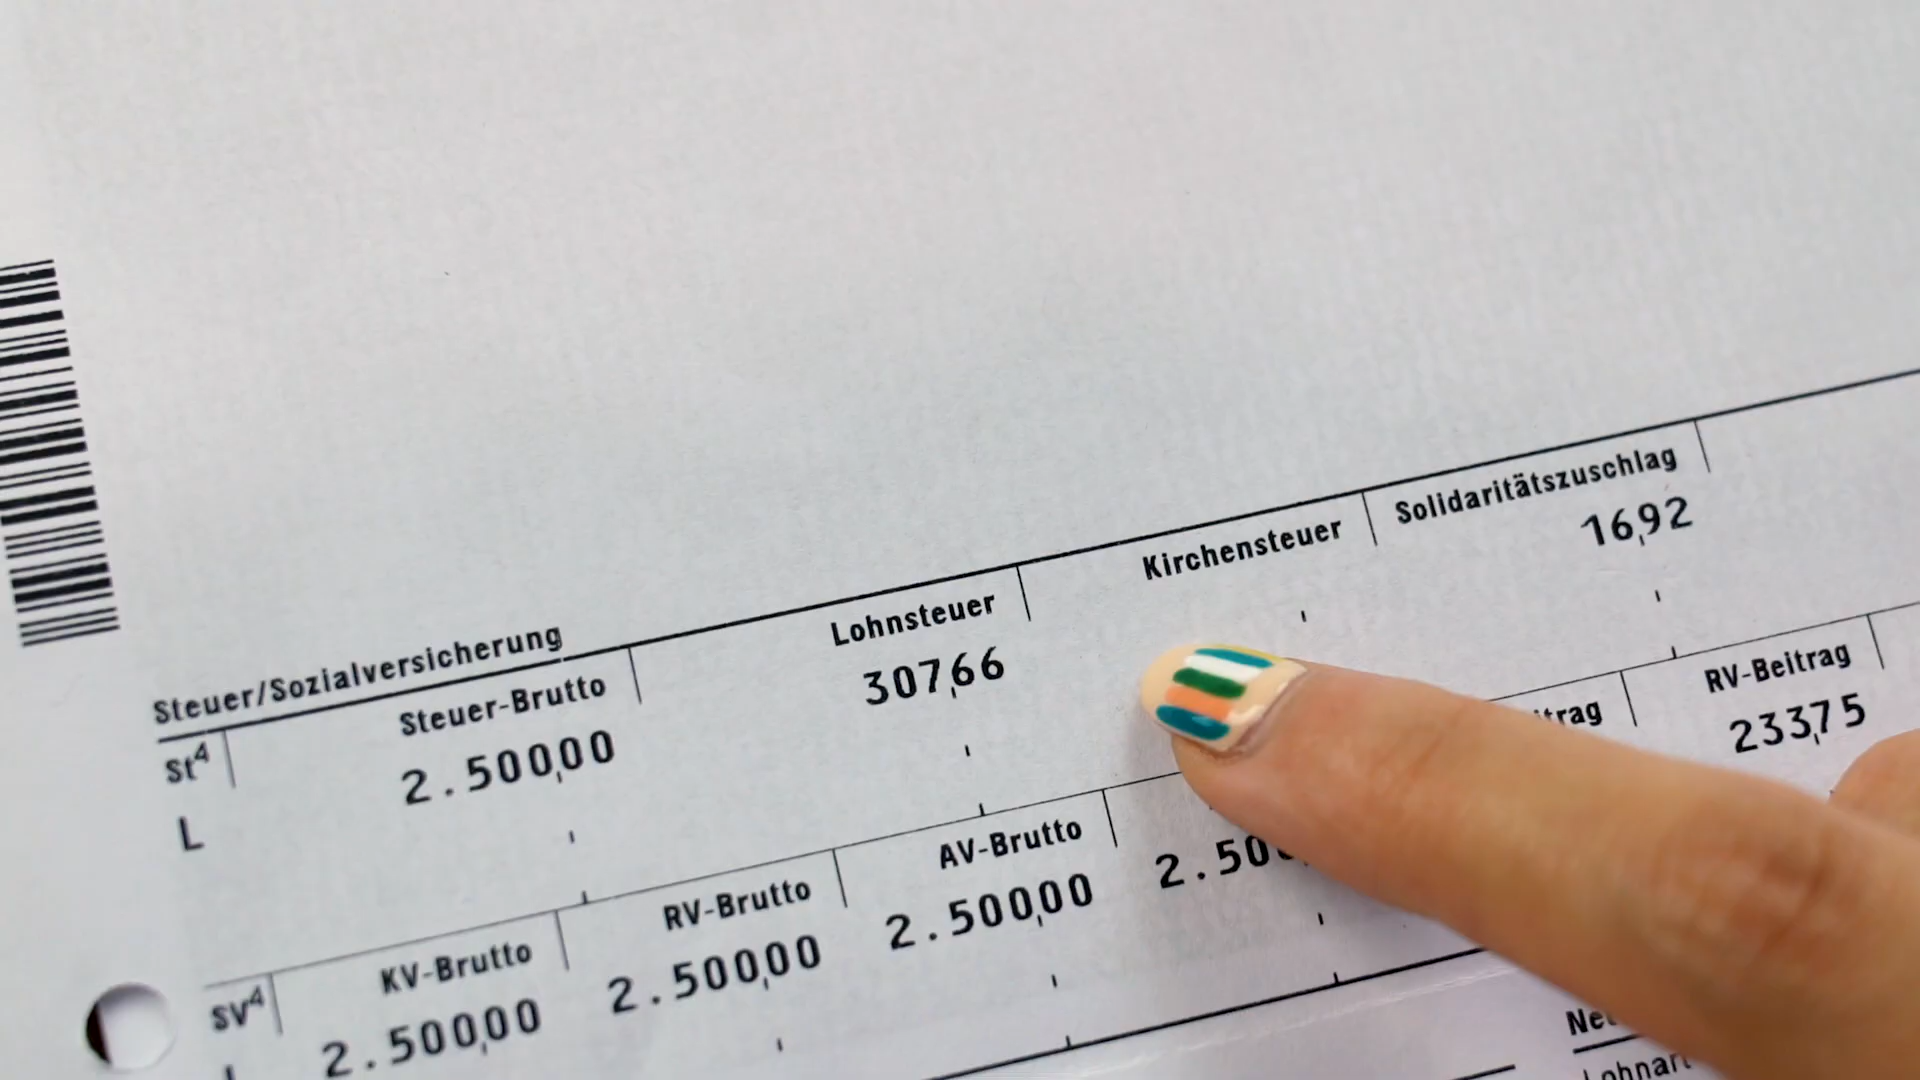 Steuer/Sozialversicherung
St⁴ Steuer-Brutto Lohnsteuer Kirchensteuer Solidaritätszuschlag
L 2.500,00 307,66 16,92
SV⁴ KV-Brutto RV-Brutto AV-Brutto RV-Beitrag
2.500,00 2.500,00 2.500,00 233,75
Lohnart